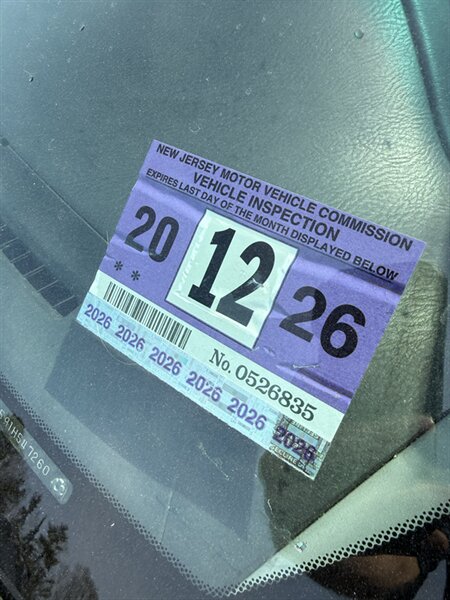 NEW JERSEY MOTOR VEHICLE COMMISSION
VEHICLE INSPECTION
EXPIRES LAST DAY OF THE MONTH DISPLAYED BELOW
20 12 26
* *
No. 0526835
2026 2026 2026 2026 2026 2026